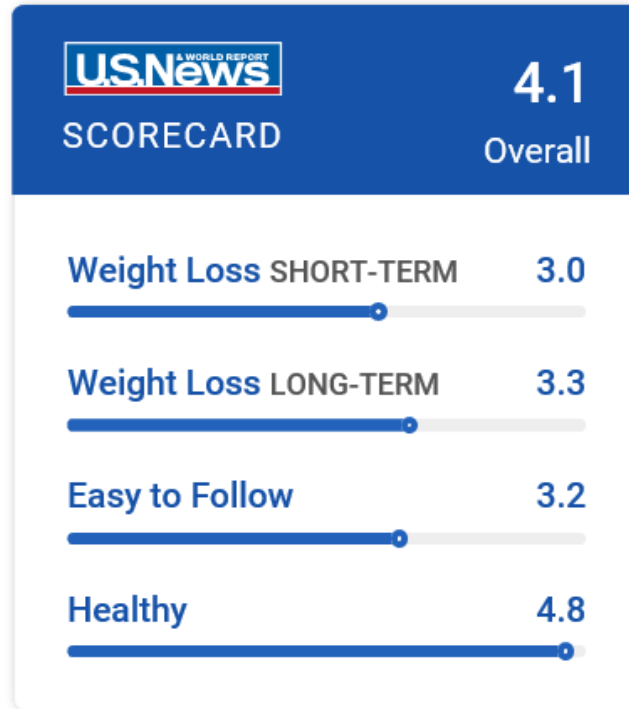 U.S.News
& WORLD REPORT
SCORECARD
4.1
Overall
Weight Loss SHORT-TERM 3.0
Weight Loss LONG-TERM 3.3
Easy to Follow 3.2
Healthy 4.8